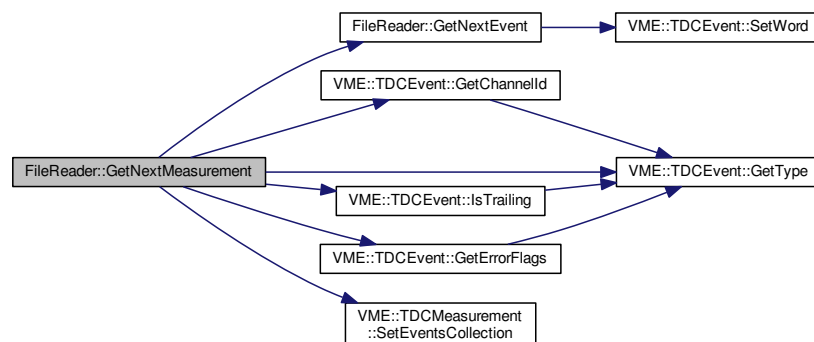 FileReader::GetNextEvent
VME::TDCEvent::SetWord
VME::TDCEvent::GetChannelId
FileReader::GetNextMeasurement
VME::TDCEvent::GetType
VME::TDCEvent::IsTrailing
VME::TDCEvent::GetErrorFlags
VME::TDCMeasurement
::SetEventsCollection